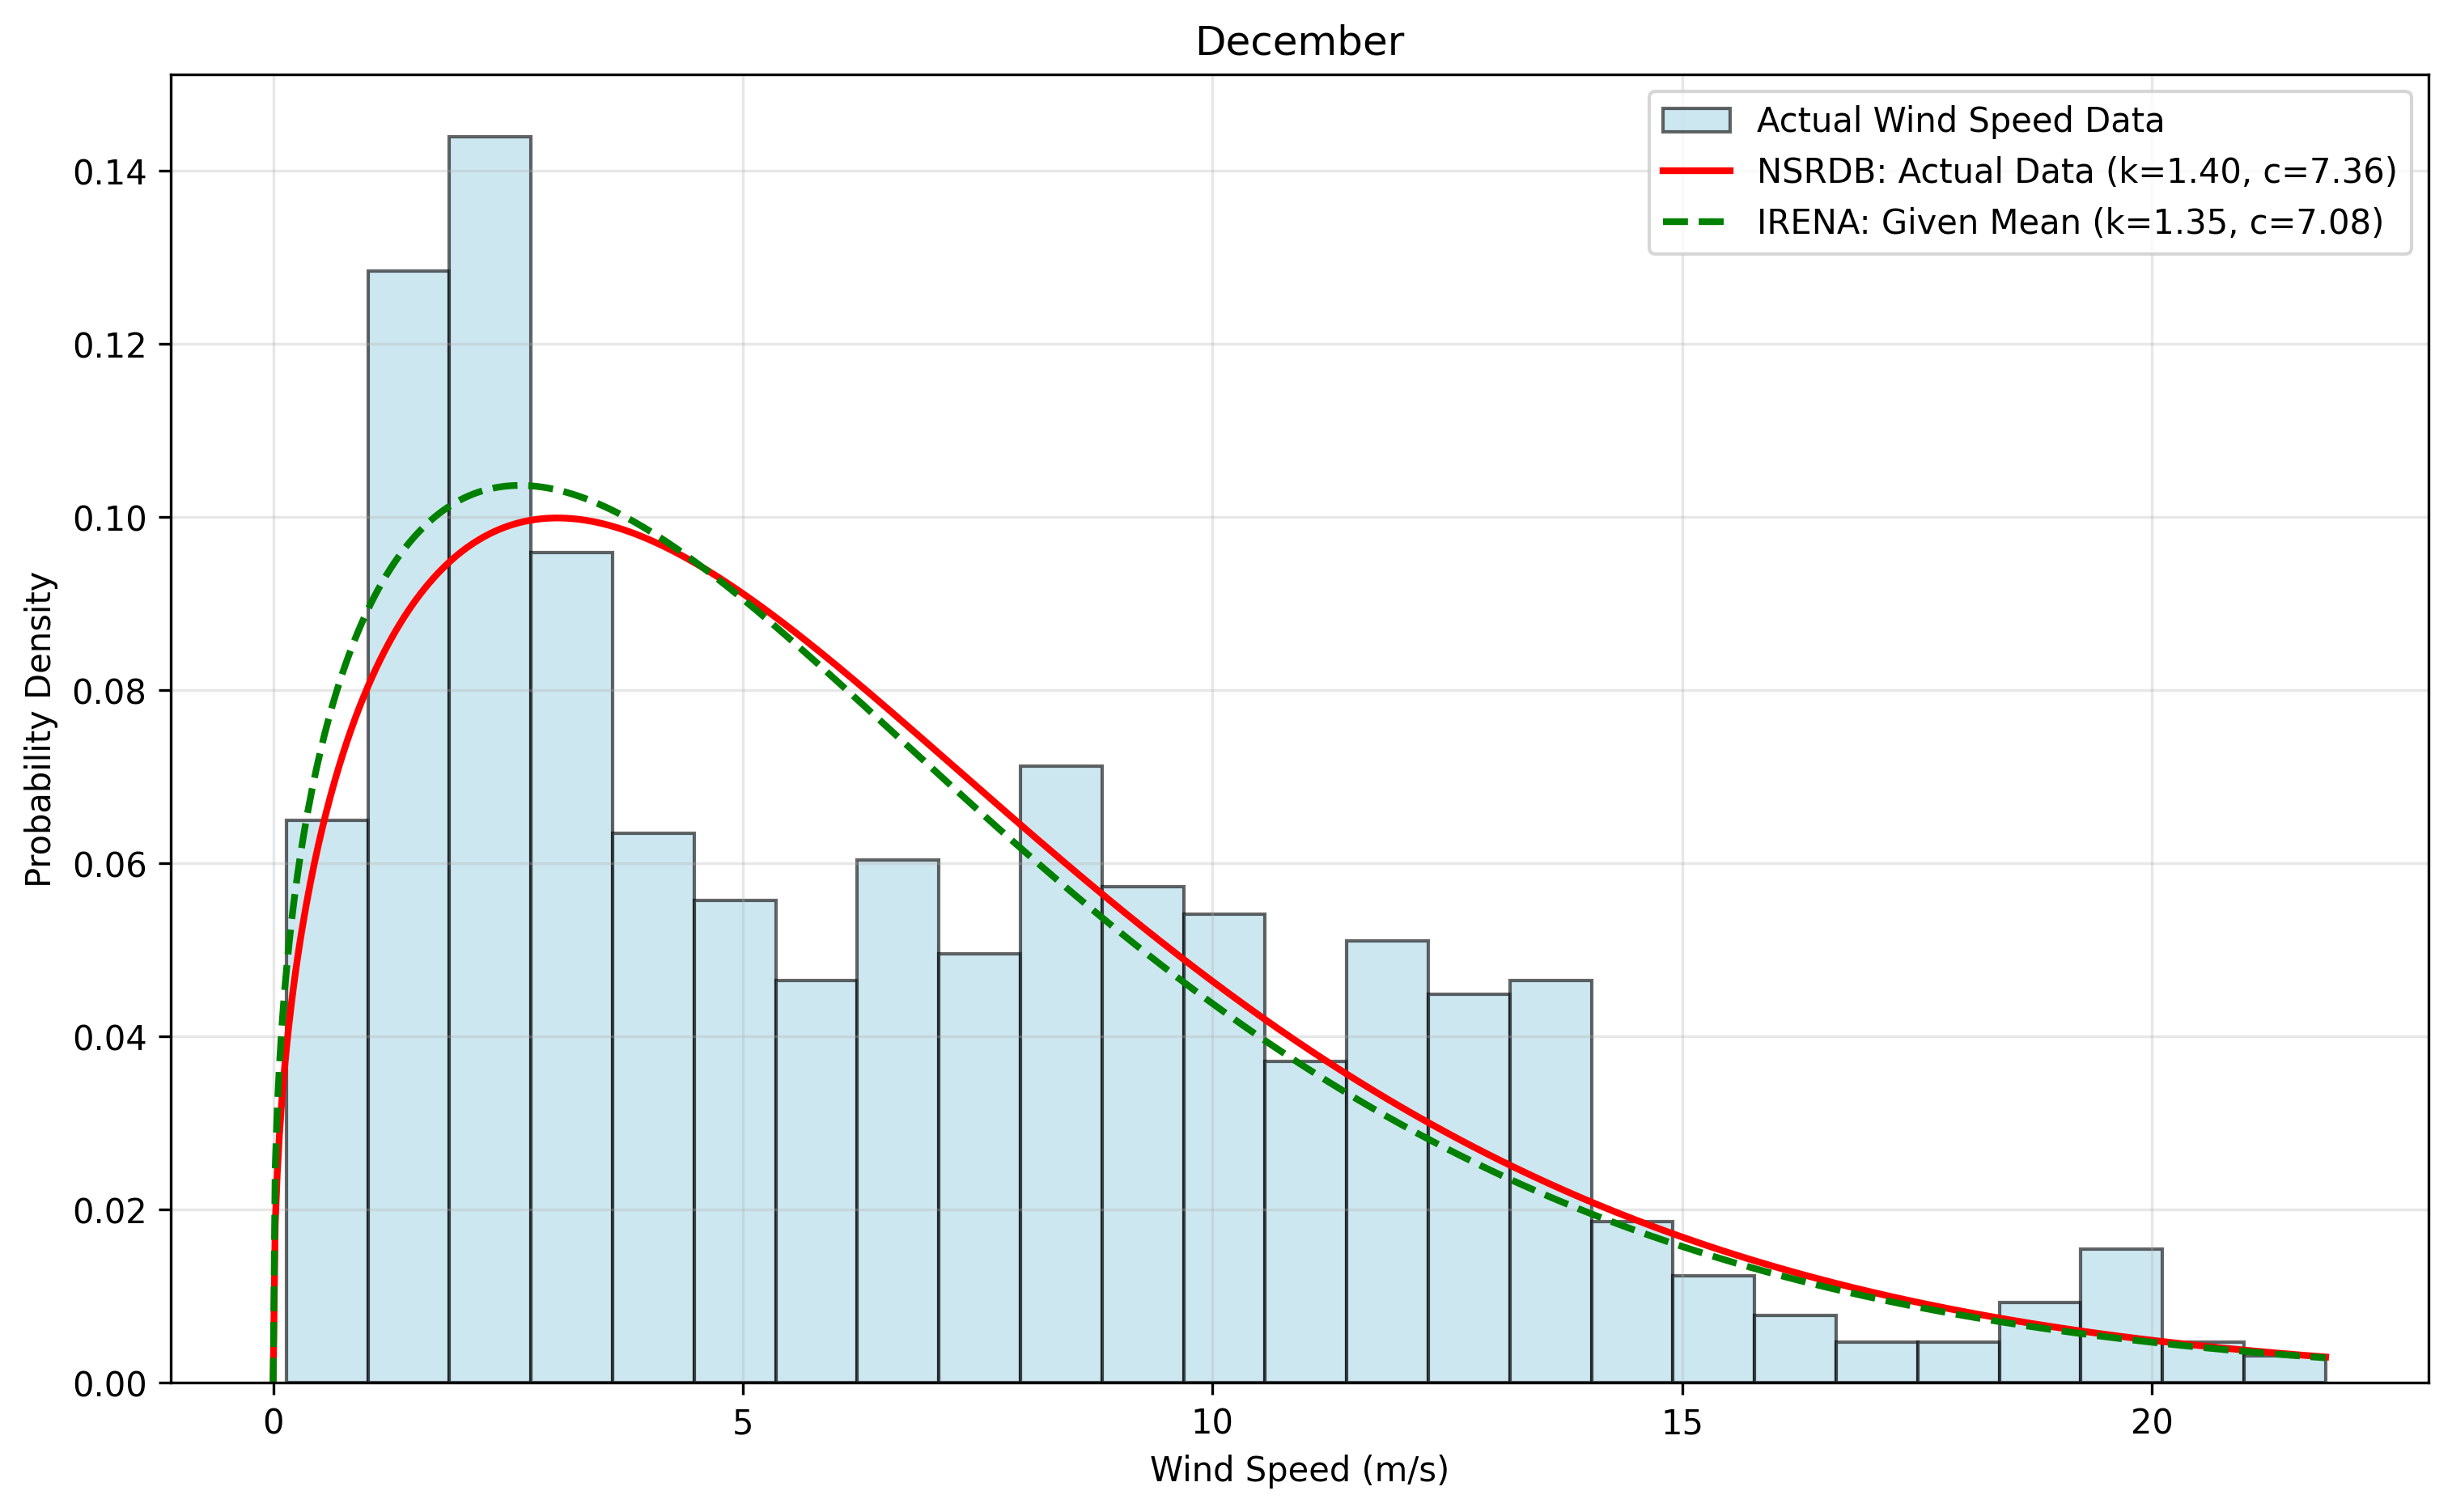 December
Actual Wind Speed Data
NSRDB: Actual Data (k=1.40, c=7.36)
IRENA: Given Mean (k=1.35, c=7.08)
Probability Density
0.14
0.12
0.10
0.08
0.06
0.04
0.02
0.00
0 5 10 15 20
Wind Speed (m/s)